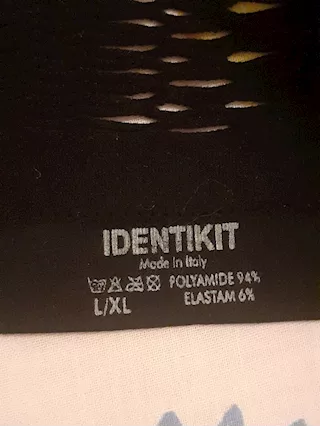 IDENTIKIT
Made in Italy
POLYAMIDE 94%
L/XL ELASTAM 6%